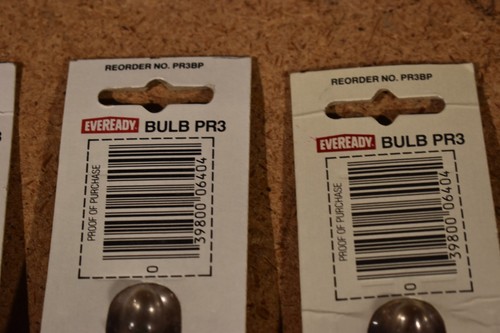 REORDER NO. PR3BP
EVEREADY BULB PR3
PROOF OF PURCHASE
39800 06404
0
REORDER NO. PR3BP
EVEREADY BULB PR3
PROOF OF PURCHASE
39800 06404
0